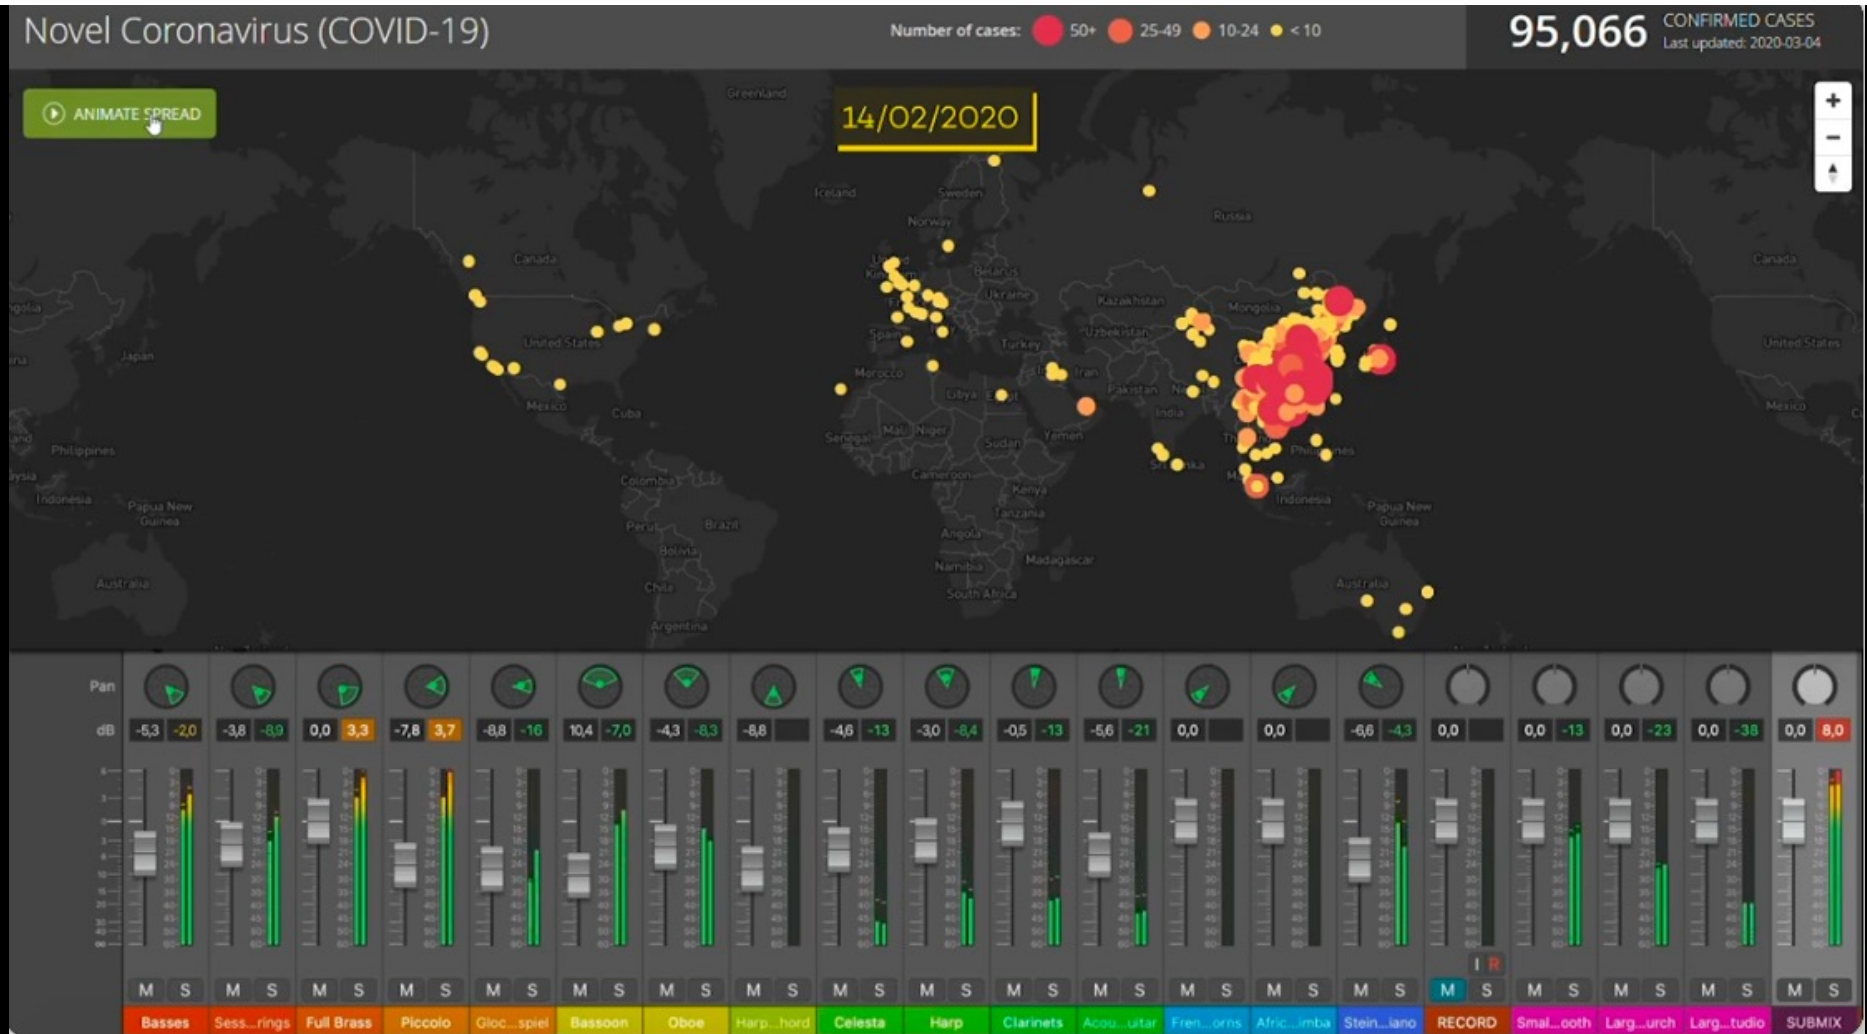 Novel Coronavirus (COVID-19)
Number of cases: 50+ 25-49 10-24 < 10
95,066 CONFIRMED CASES
Last updated: 2020-03-04
ANIMATE SPREAD
14/02/2020
+
−
Greenland
Iceland
Sweden
Norway
Russia
Canada
Belarus
Ukraine
Kazakhstan
Mongolia
Uzbekistan
United States
Spain
Turkey
Japan
Morocco
Iran
Pakistan
Libya
India
Mexico
Cuba
Senegal
Mali
Niger
Sudan
Yemen
Philippines
Cameroon
Colombia
Kenya
Indonesia
Papua New
Guinea
Tanzania
Peru
Brazil
Angola
Bolivia
Madagascar
Namibia
Chile
South Africa
Australia
Argentina
Canada
United States
Mexico
Indonesia
Papua New
Guinea
Australia
Pan
dB -5,3 -2,0 -3,8 -8,9 0,0 3,3 -7,8 3,7 -8,8 -16 10,4 -7,0 -4,3 -8,3 -8,8 -4,6 -13 -3,0 -8,4 -0,5 -13 -5,6 -21 0,0 0,0 -6,6 -4,3 0,0 0,0 -13 0,0 -23 0,0 -38 0,0 8,0
I R
M S M S M S M S M S M S M S M S M S M S M S M S M S M S M S M S M S M S M S M S
Basses Sess...rings Full Brass Piccolo Gloc...spiel Bassoon Oboe Harp...hord Celesta Harp Clarinets Acou...uitar Fren...orns Afric...imba Stein...iano RECORD Smal...ooth Larg...urch Larg...tudio SUBMIX